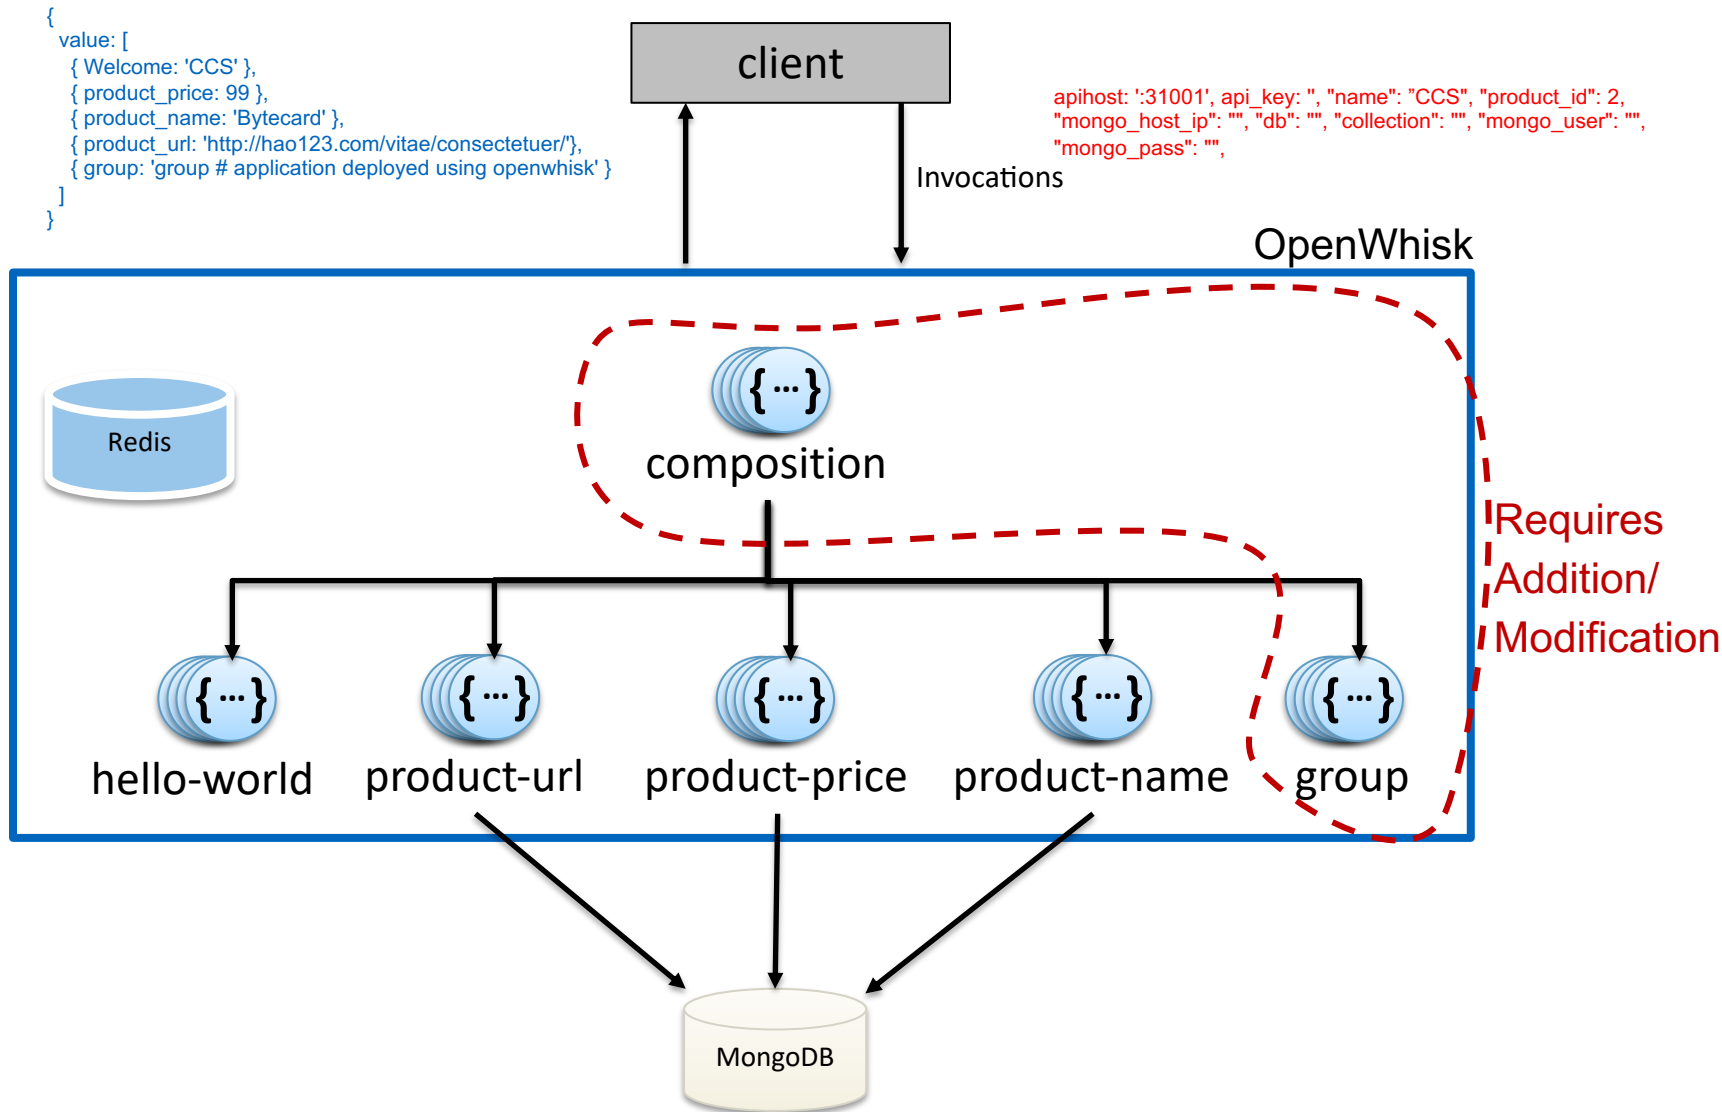 {
value: [
{ Welcome: 'CCS' },
{ product_price: 99 },
{ product_name: 'Bytecard' },
{ product_url: 'http://hao123.com/vitae/consectetuer/'},
{ group: 'group # application deployed using openwhisk' }
]
}
client
apihost: ':31001', api_key: '', "name": ”CCS", "product_id": 2,
"mongo_host_ip": "", "db": "", "collection": "", "mongo_user": "",
"mongo_pass": "",
Invocations
OpenWhisk
Redis
{ ... }
composition
Requires
Addition/
Modification
{ ... }
hello-world
{ ... }
product-url
{ ... }
product-price
{ ... }
product-name
{ ... }
group
MongoDB